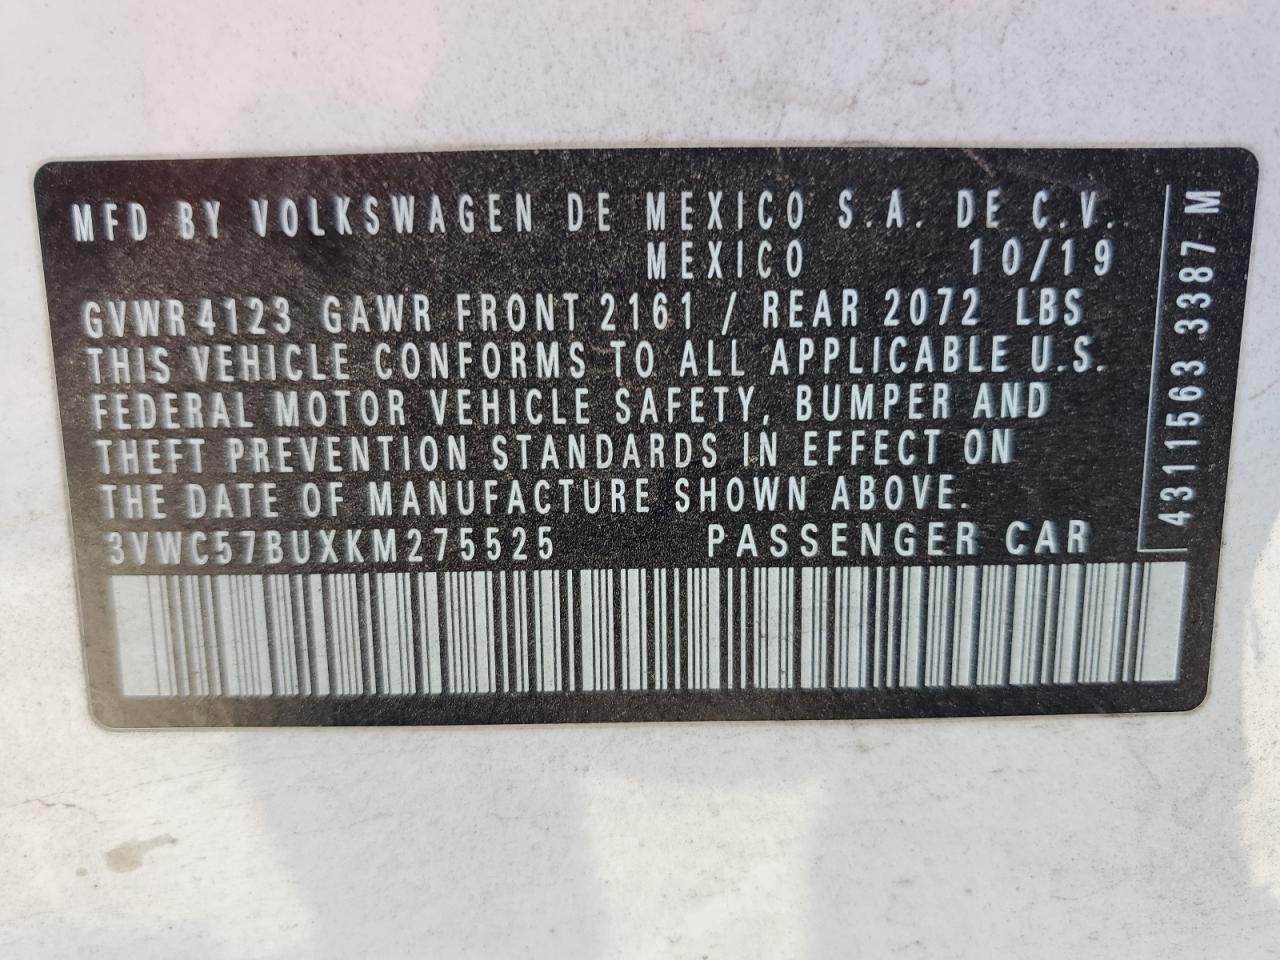 MFD BY VOLKSWAGEN DE MEXICO S.A. DE C.V.
MEXICO 10/19
GVWR4123 GAWR FRONT 2161 / REAR 2072 LBS
THIS VEHICLE CONFORMS TO ALL APPLICABLE U.S.
FEDERAL MOTOR VEHICLE SAFETY, BUMPER AND
THEFT PREVENTION STANDARDS IN EFFECT ON
THE DATE OF MANUFACTURE SHOWN ABOVE.
3VWC57BUXKM275525 PASSENGER CAR
4311563 3387 M